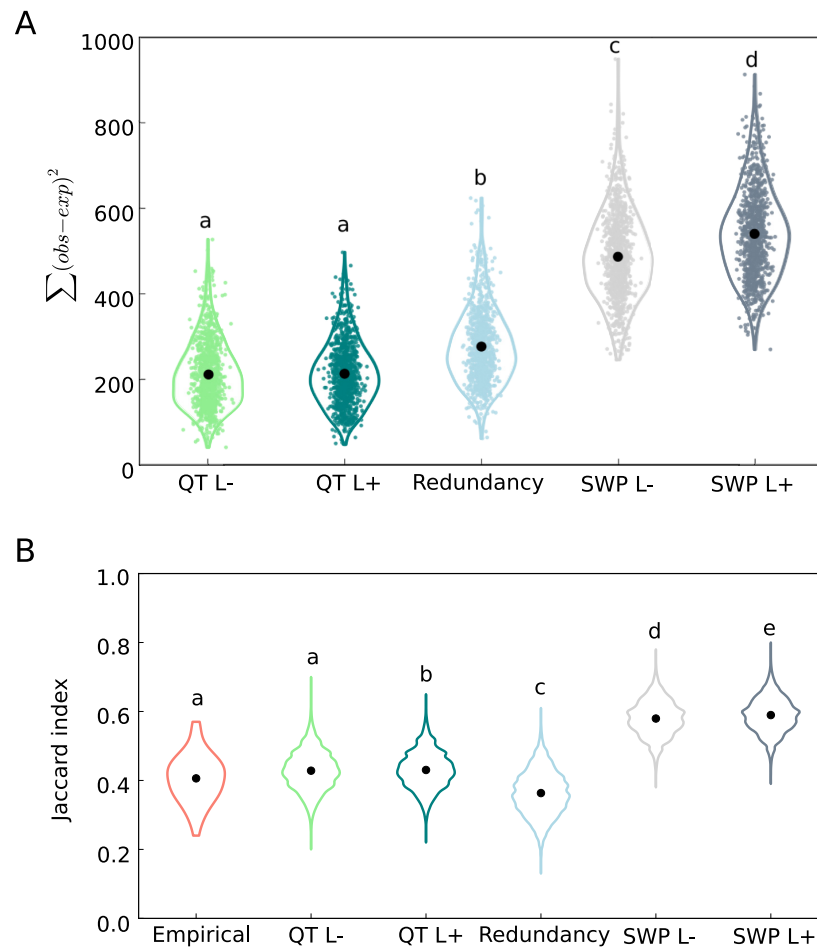 A
1000
800
600
400
200
0
∑(obs−exp)²
a
a
b
c
d
QT L-
QT L+
Redundancy
SWP L-
SWP L+
B
1.0
0.8
0.6
0.4
0.2
0.0
Jaccard index
a
a
b
c
d
e
Empirical
QT L-
QT L+
Redundancy
SWP L-
SWP L+